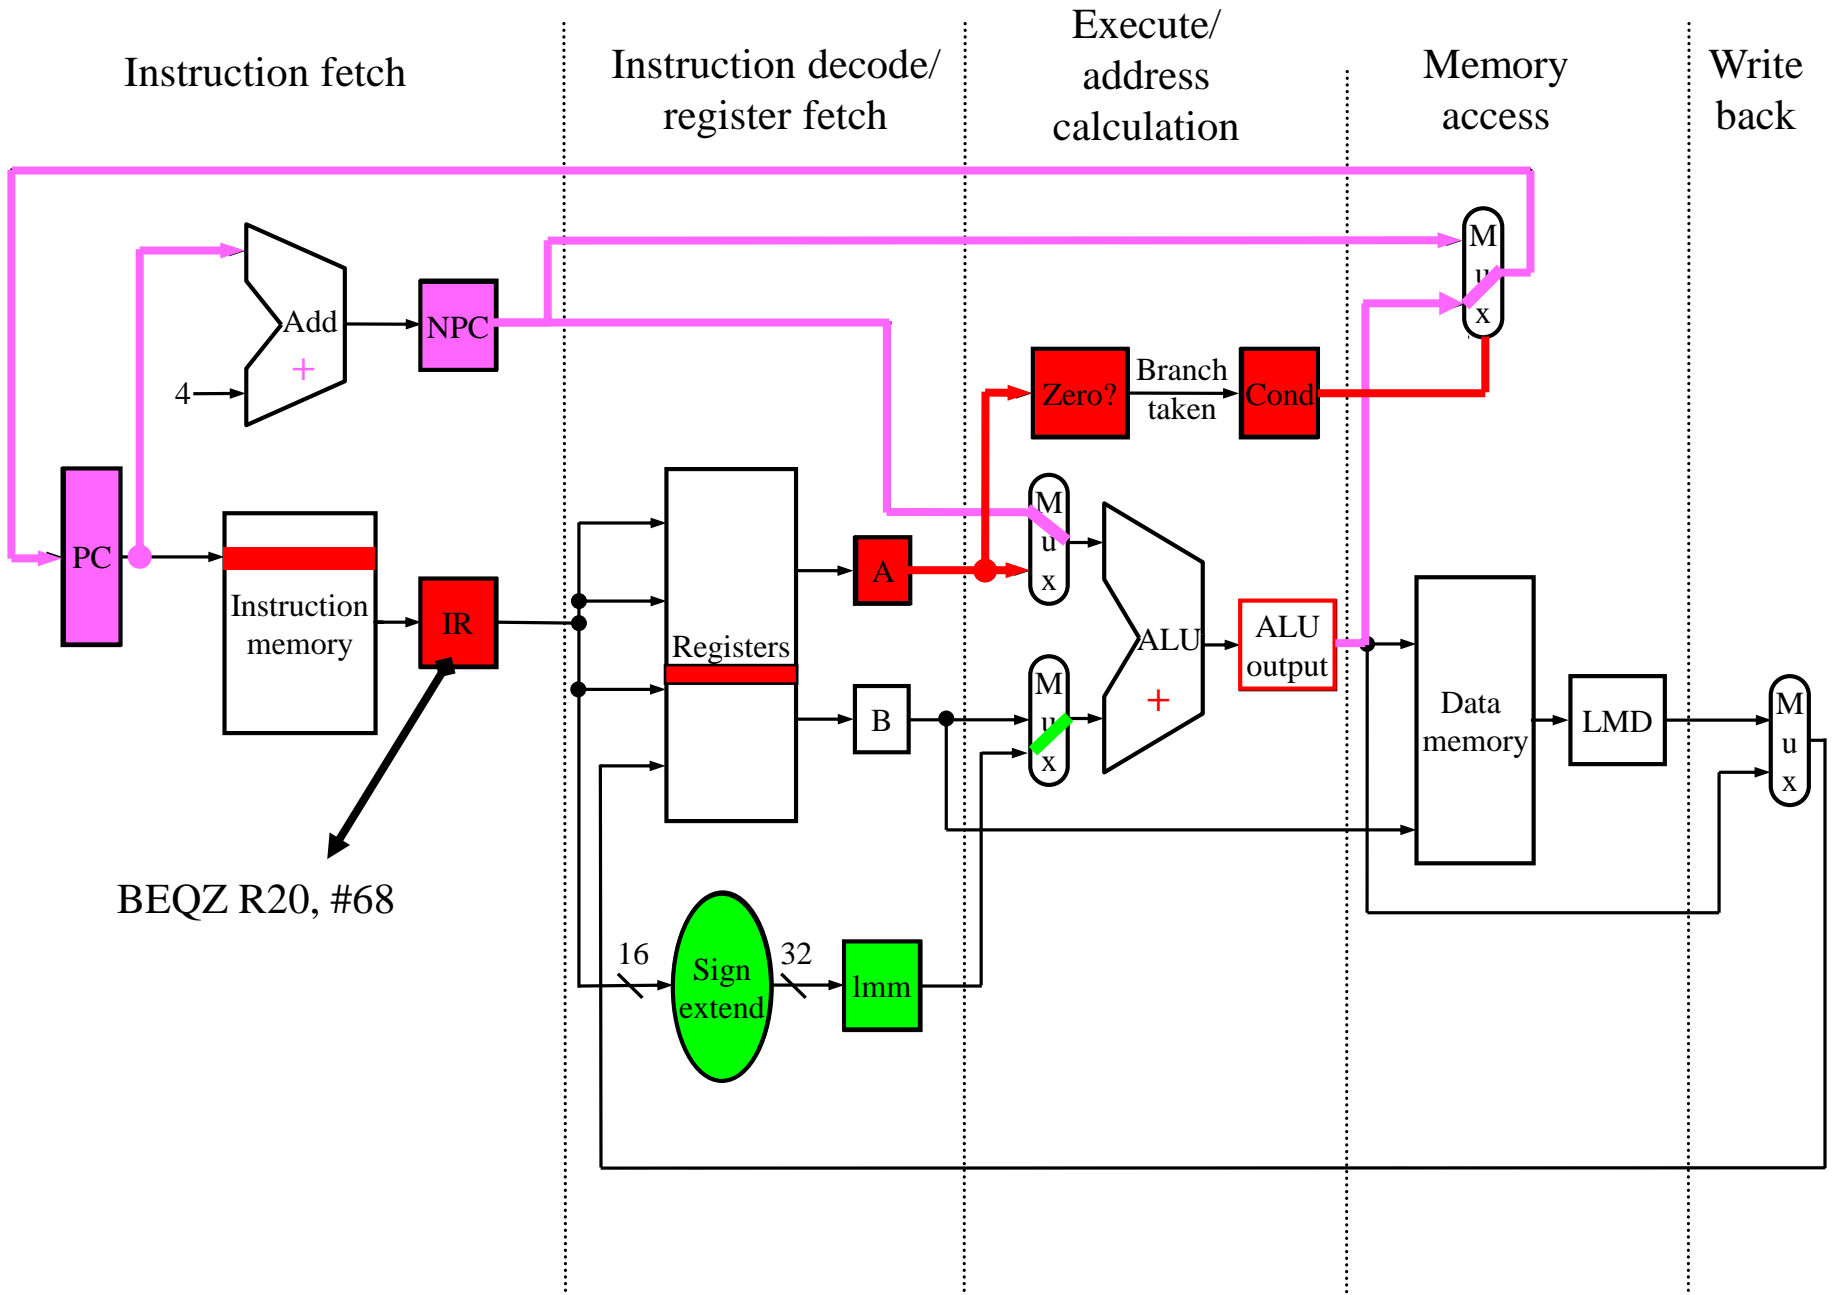 Instruction fetch
Instruction decode/
register fetch
Execute/
address
calculation
Memory
access
Write
back
M
u
x
Add
+
NPC
4
Zero?
Branch
taken
Cond
PC
Instruction
memory
IR
Registers
A
B
M
u
x
M
u
x
ALU
+
ALU
output
Data
memory
LMD
M
u
x
BEQZ R20, #68
16
Sign
extend
32
lmm